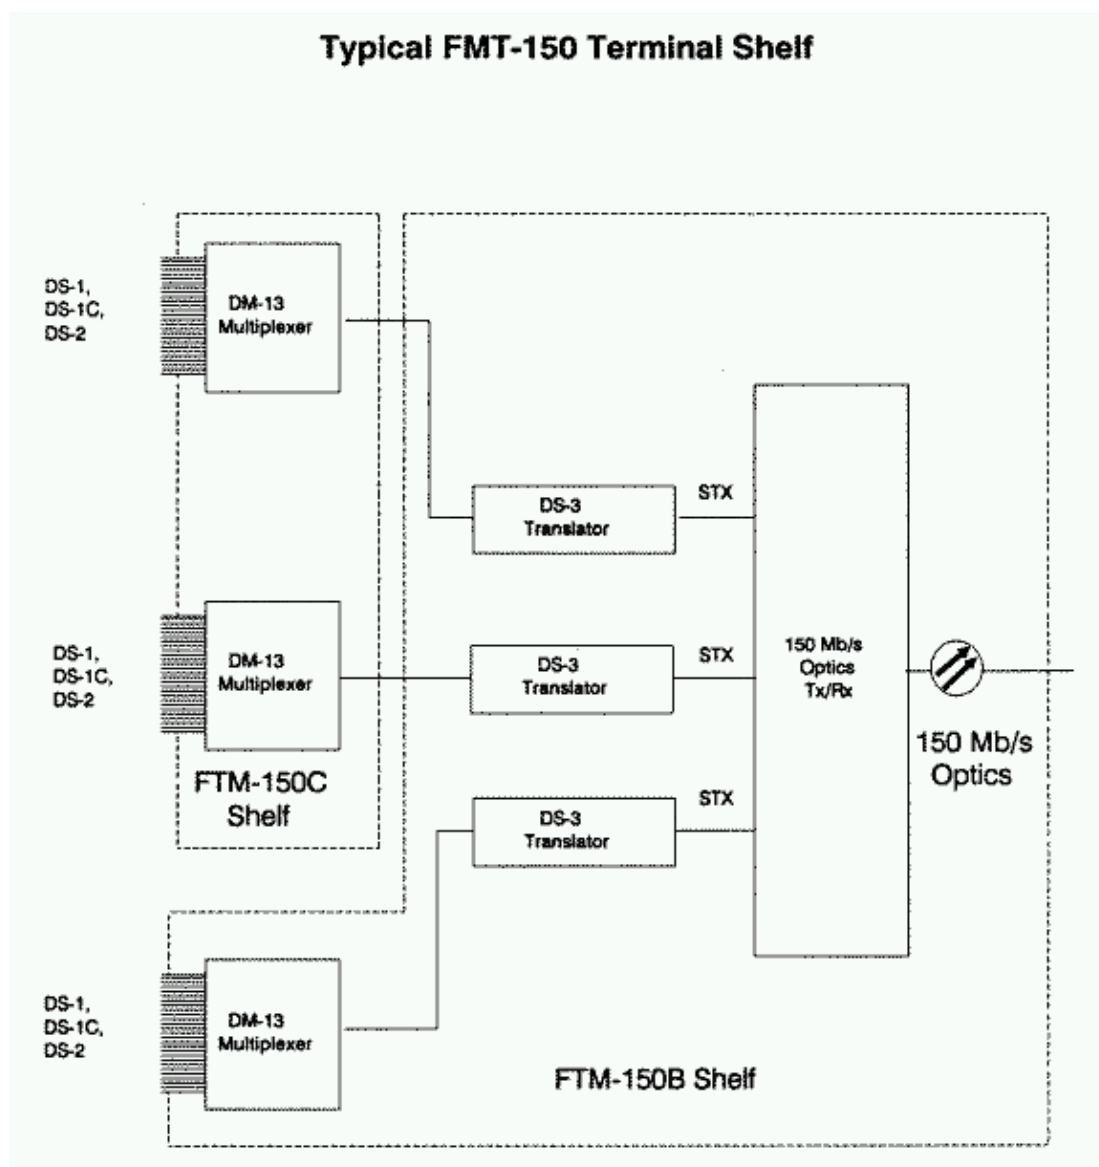 Typical FMT-150 Terminal Shelf
DS-1,
DS-1C,
DS-2
DM-13
Multiplexer
DS-3
Translator
STX
DS-1,
DS-1C,
DS-2
DM-13
Multiplexer
FTM-150C
Shelf
DS-3
Translator
STX
150 Mb/s
Optics
Tx/Rx
150 Mb/s
Optics
DS-3
Translator
STX
DS-1,
DS-1C,
DS-2
DM-13
Multiplexer
FTM-150B Shelf